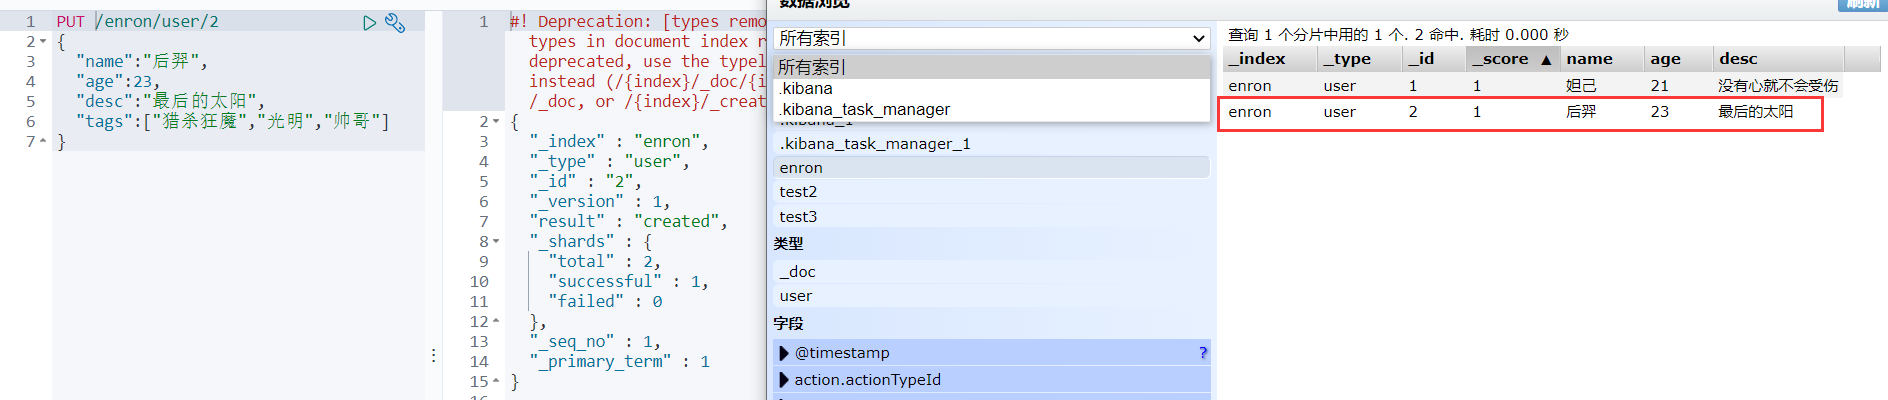 1 PUT /enron/user/2
2 {
3 "name":"后羿",
4 "age":23,
5 "desc":"最后的太阳",
6 "tags":["猎杀狂魔","光明","帅哥"]
7 }
1 #! Deprecation: [types remo
types in document index r
deprecated, use the typel
instead (/{index}/_doc/{i
/_doc, or /{index}/_creat
2 {
3 "_index" : "enron",
4 "_type" : "user",
5 "_id" : "2",
6 "_version" : 1,
7 "result" : "created",
8 "_shards" : {
9 "total" : 2,
10 "successful" : 1,
11 "failed" : 0
12 },
13 "_seq_no" : 1,
14 "_primary_term" : 1
15 }
16
数据浏览
刷新
所有索引
所有索引
.kibana
.kibana_task_manager
.kibana_1
.kibana_task_manager_1
enron
test2
test3
类型
_doc
user
字段
@timestamp ?
action.actionTypeId
查询 1 个分片中用的 1 个. 2 命中. 耗时 0.000 秒
_index _type _id _score ▲ name age desc
enron user 1 1 妲己 21 没有心就不会受伤
enron user 2 1 后羿 23 最后的太阳